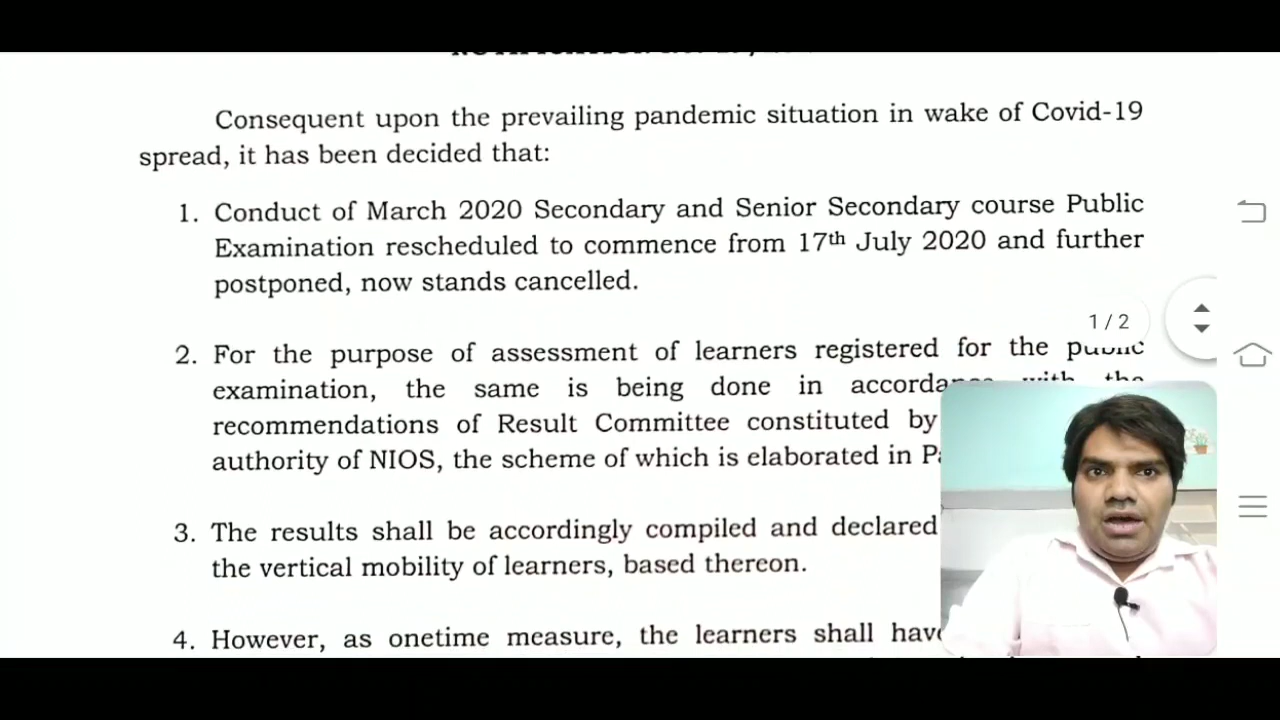 Consequent upon the prevailing pandemic situation in wake of Covid-19
spread, it has been decided that:
1. Conduct of March 2020 Secondary and Senior Secondary course Public
Examination rescheduled to commence from 17th July 2020 and further
postponed, now stands cancelled.
1 / 2
2. For the purpose of assessment of learners registered for the public
examination, the same is being done in accordance with the
recommendations of Result Committee constituted by
authority of NIOS, the scheme of which is elaborated in
3. The results shall be accordingly compiled and declared
the vertical mobility of learners, based thereon.
4. However, as onetime measure, the learners shall have